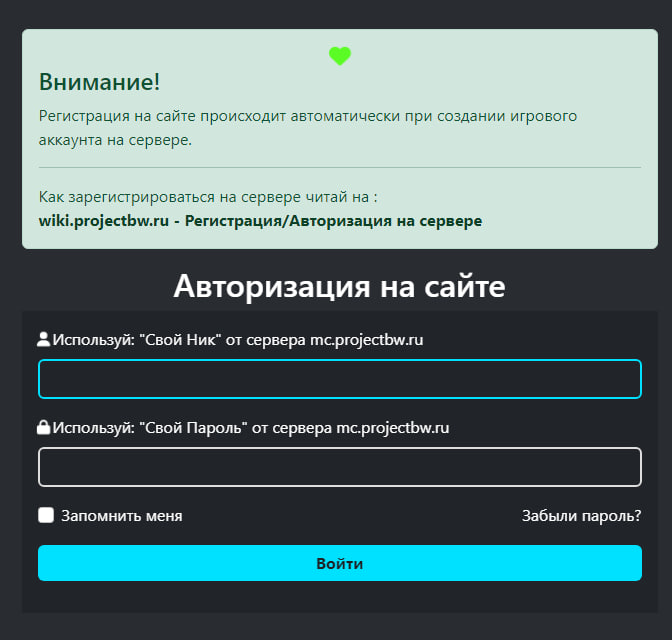 Внимание!
Регистрация на сайте происходит автоматически при создании игрового
аккаунта на сервере.
Как зарегистрироваться на сервере читай на :
wiki.projectbw.ru - Регистрация/Авторизация на сервере
Авторизация на сайте
Используй: "Свой Ник" от сервера mc.projectbw.ru
Используй: "Свой Пароль" от сервера mc.projectbw.ru
Запомнить меня
Забыли пароль?
Войти